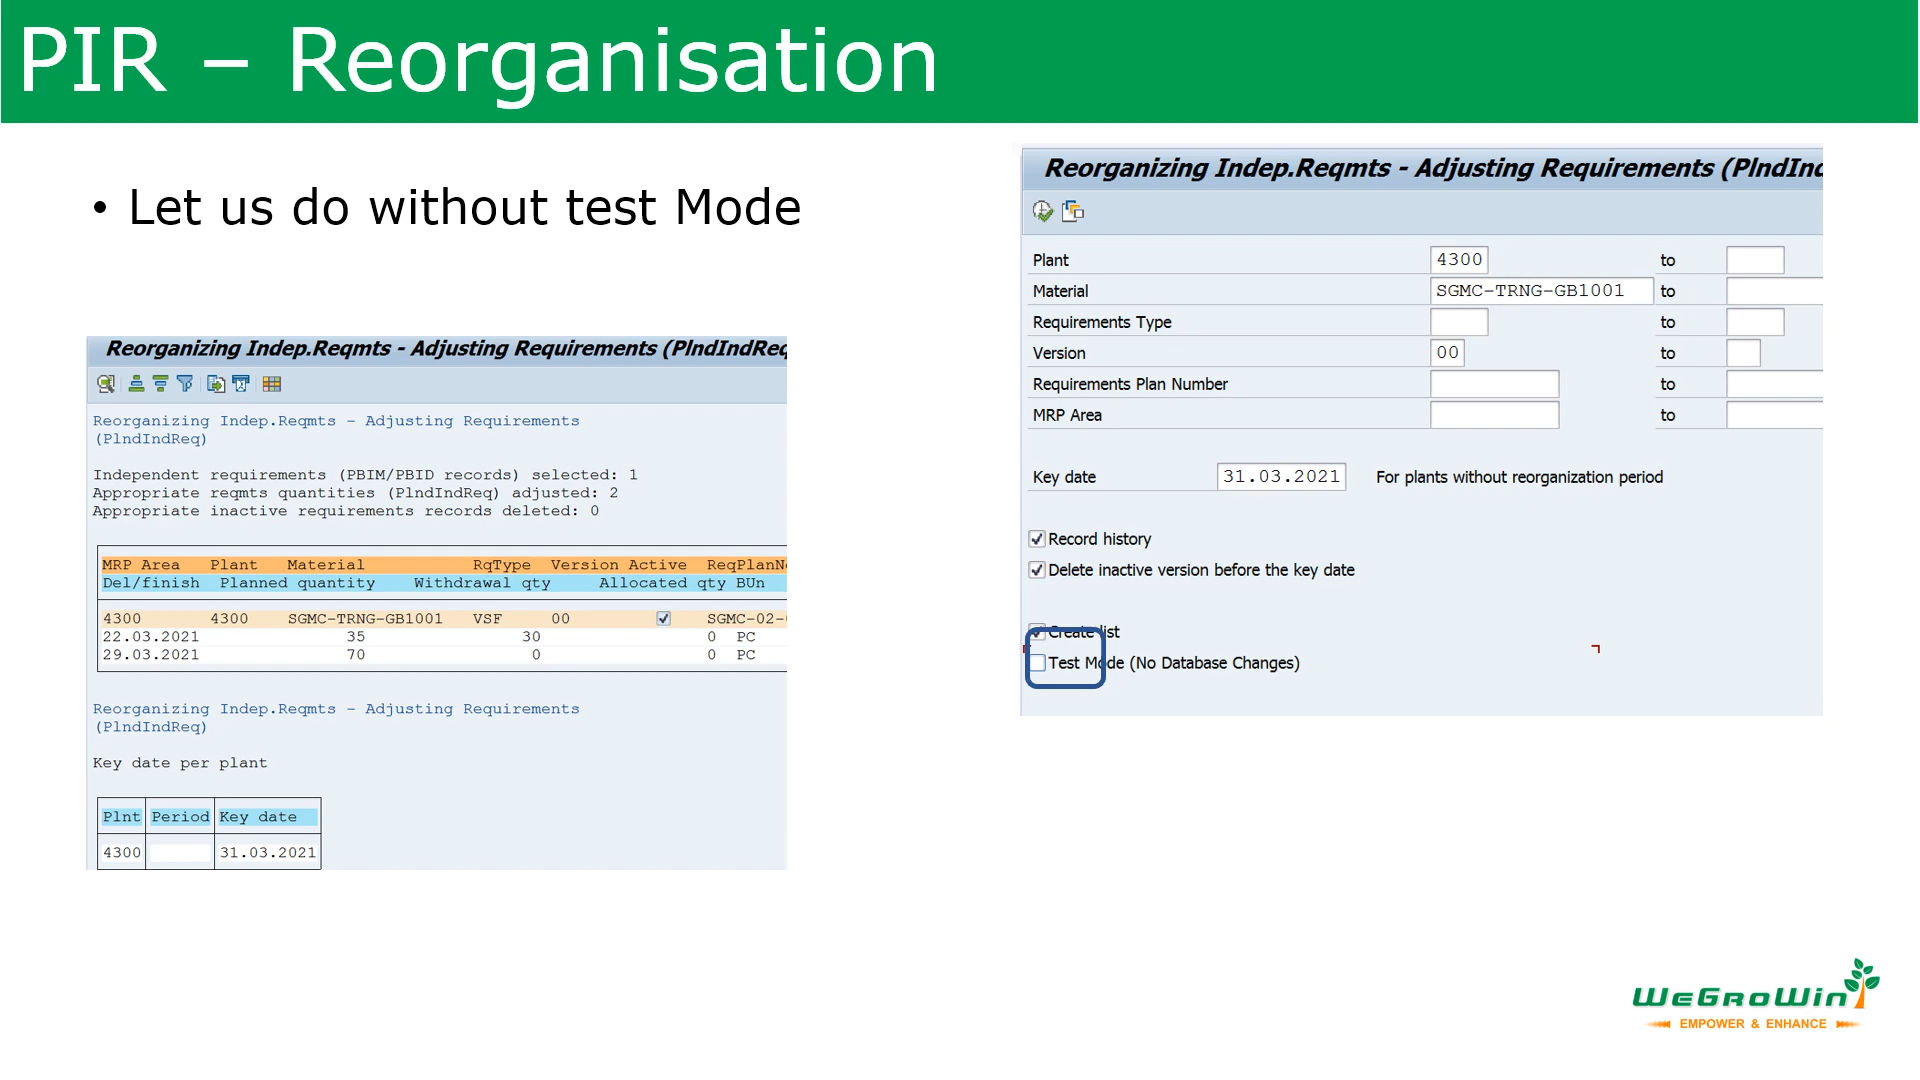 PIR – Reorganisation
• Let us do without test Mode
Reorganizing Indep.Reqmts - Adjusting Requirements (PlndIndReq
Reorganizing Indep.Reqmts - Adjusting Requirements
(PlndIndReq)
Independent requirements (PBIM/PBID records) selected: 1
Appropriate reqmts quantities (PlndIndReq) adjusted: 2
Appropriate inactive requirements records deleted: 0
MRP Area Plant Material RqType Version Active ReqPlanN
Del/finish Planned quantity Withdrawal qty Allocated qty BUn
4300 4300 SGMC-TRNG-GB1001 VSF 00 SGMC-02-
22.03.2021 35 30 0 PC
29.03.2021 70 0 0 PC
Reorganizing Indep.Reqmts - Adjusting Requirements
(PlndIndReq)
Key date per plant
Plnt Period Key date
4300 31.03.2021
Reorganizing Indep.Reqmts - Adjusting Requirements (PlndInd
Plant 4300 to
Material SGMC-TRNG-GB1001 to
Requirements Type to
Version 00 to
Requirements Plan Number to
MRP Area to
Key date 31.03.2021 For plants without reorganization period
Record history
Delete inactive version before the key date
Create list
Test Mode (No Database Changes)
WeGroWin
EMPOWER & ENHANCE